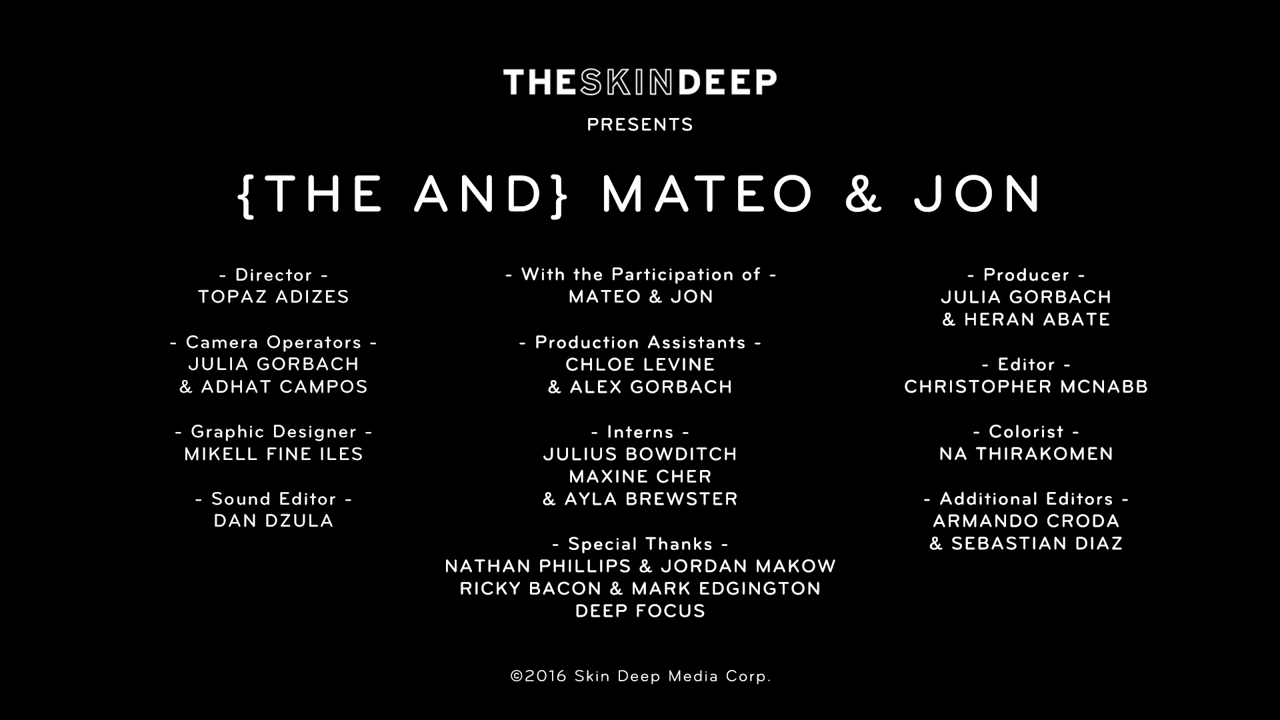 THESKINDEEP
PRESENTS
{THE AND} MATEO & JON
- Director -
TOPAZ ADIZES
- Camera Operators -
JULIA GORBACH
& ADHAT CAMPOS
- Graphic Designer -
MIKELL FINE ILES
- Sound Editor -
DAN DZULA
- With the Participation of -
MATEO & JON
- Production Assistants -
CHLOE LEVINE
& ALEX GORBACH
- Interns -
JULIUS BOWDITCH
MAXINE CHER
& AYLA BREWSTER
- Special Thanks -
NATHAN PHILLIPS & JORDAN MAKOW
RICKY BACON & MARK EDGINGTON
DEEP FOCUS
- Producer -
JULIA GORBACH
& HERAN ABATE
- Editor -
CHRISTOPHER MCNABB
- Colorist -
NA THIRAKOMEN
- Additional Editors -
ARMANDO CRODA
& SEBASTIAN DIAZ
©2016 Skin Deep Media Corp.